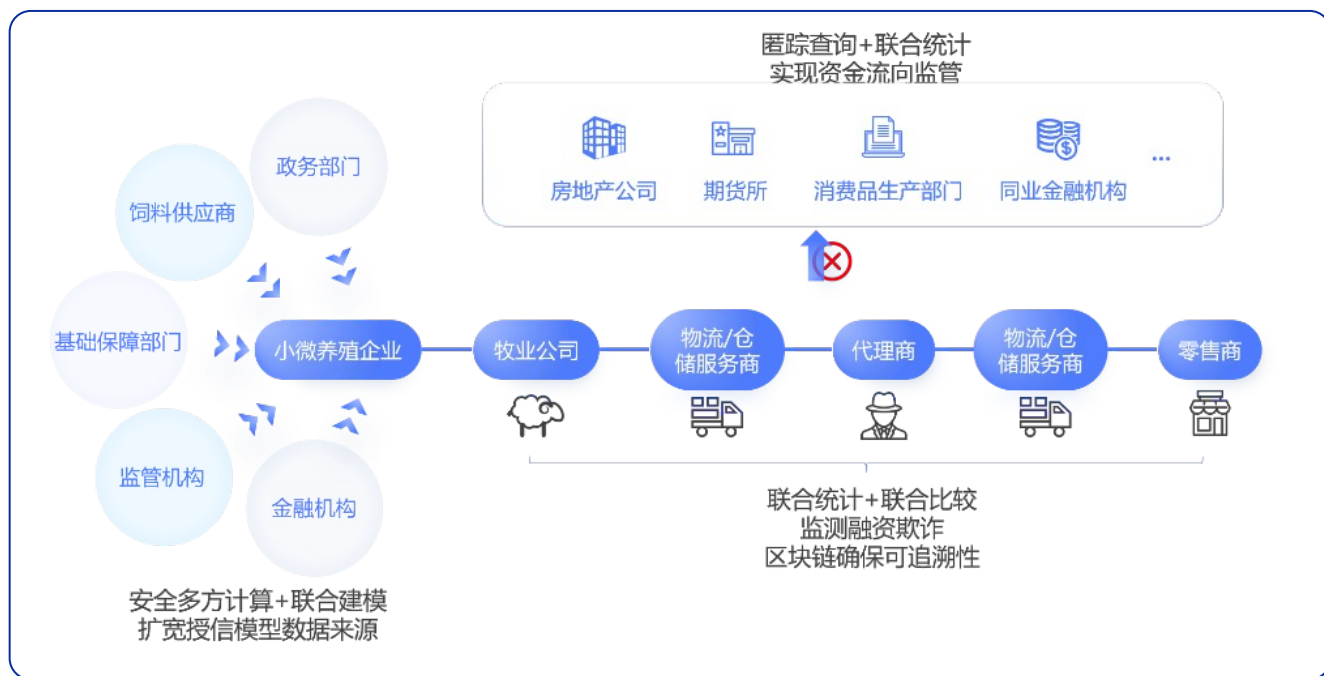 匿踪查询+联合统计
实现资金流向监管
房地产公司
期货所
消费品生产部门
同业金融机构
...
政务部门
饲料供应商
基础保障部门
监管机构
金融机构
小微养殖企业
牧业公司
物流/仓
储服务商
代理商
物流/仓
储服务商
零售商
联合统计+联合比较
监测融资欺诈
区块链确保可追溯性
安全多方计算+联合建模
扩宽授信模型数据来源